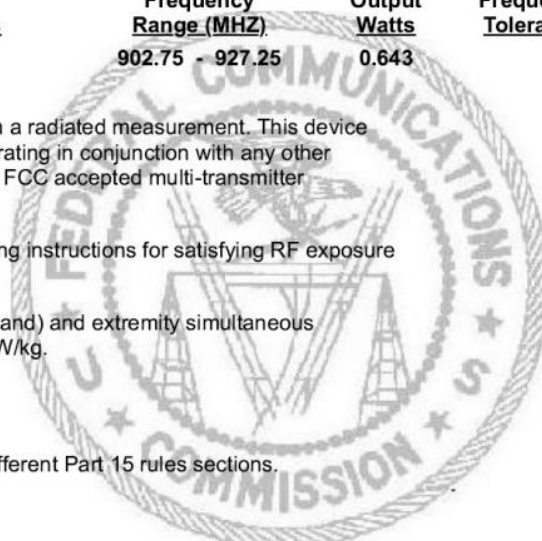 Frequency Output
Range (MHZ) Watts
902.75 - 927.25 0.643
a radiated measurement. This device
rating in conjunction with any other
FCC accepted multi-transmitter
ng instructions for satisfying RF exposure
and) and extremity simultaneous
W/kg.
fferent Part 15 rules sections.
FEDERAL COMMUNICATIONS
COMMISSION
U S